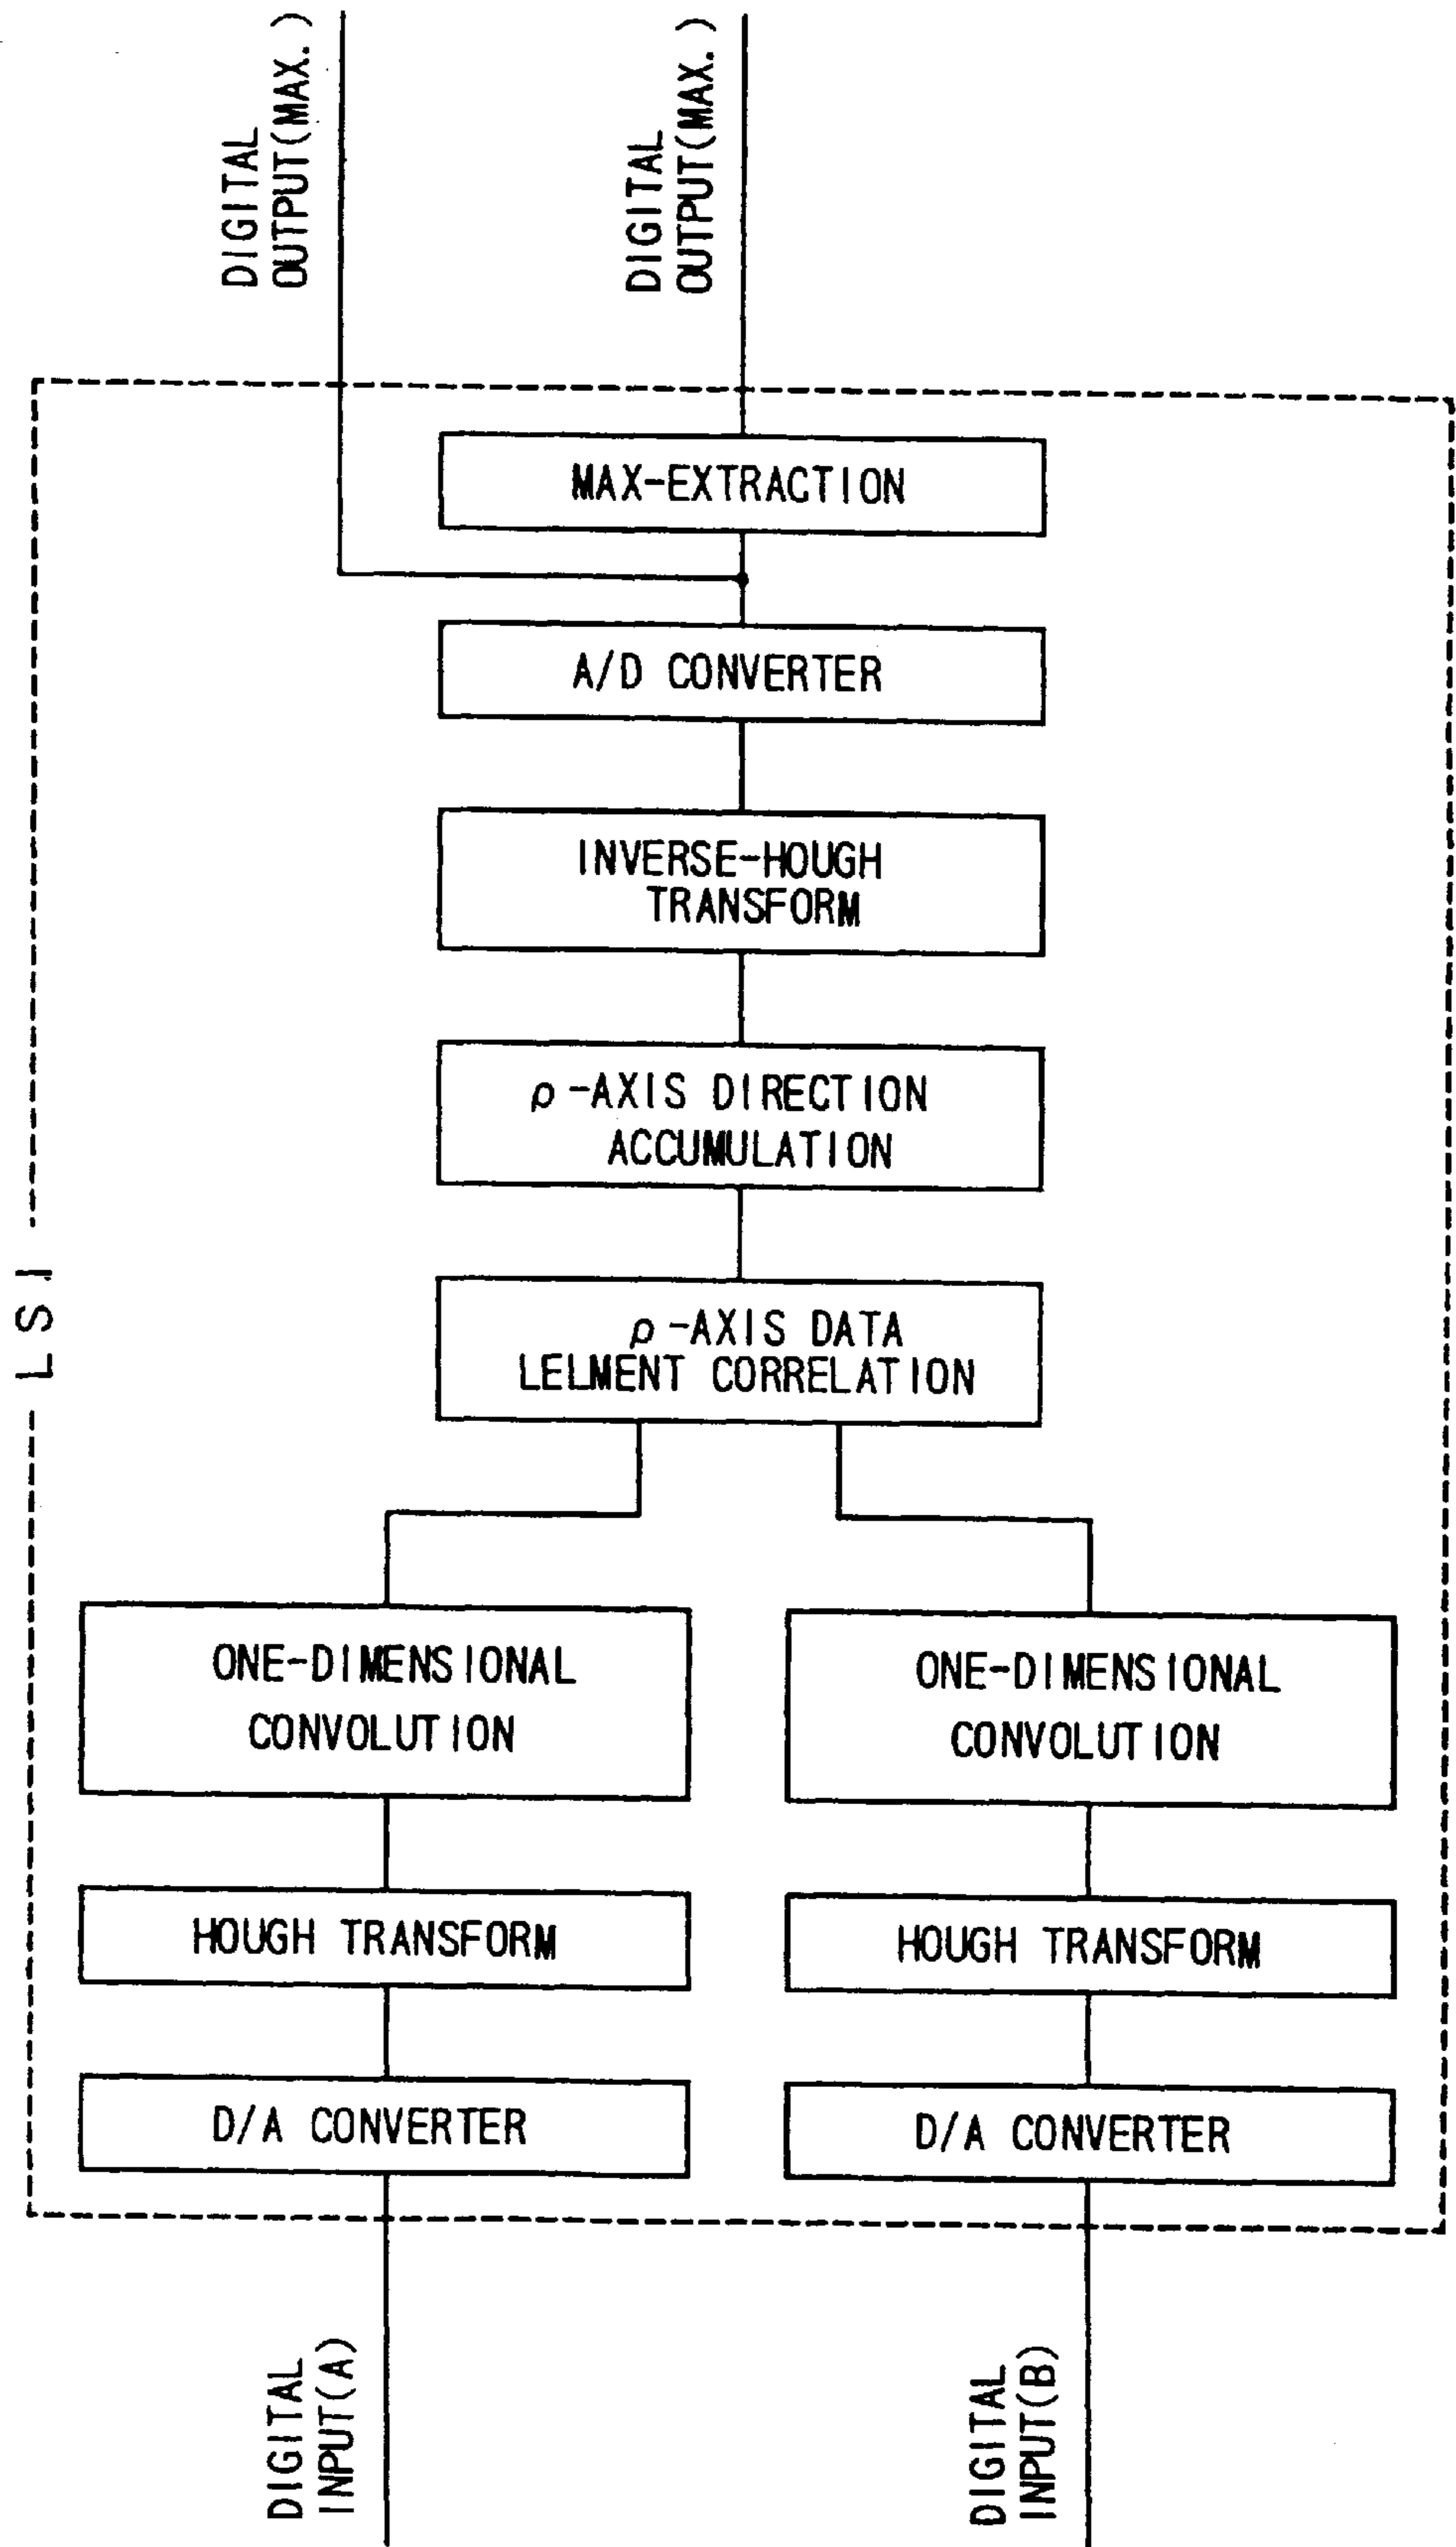 DIGITAL
OUTPUT(MAX.)
DIGITAL
OUTPUT(MAX.)
MAX-EXTRACTION
A/D CONVERTER
INVERSE-HOUGH
TRANSFORM
ρ-AXIS DIRECTION
ACCUMULATION
LSI
ρ-AXIS DATA
LELMENT CORRELATION
ONE-DIMENSIONAL
CONVOLUTION
ONE-DIMENSIONAL
CONVOLUTION
HOUGH TRANSFORM
HOUGH TRANSFORM
D/A CONVERTER
D/A CONVERTER
DIGITAL
INPUT(A)
DIGITAL
INPUT(B)